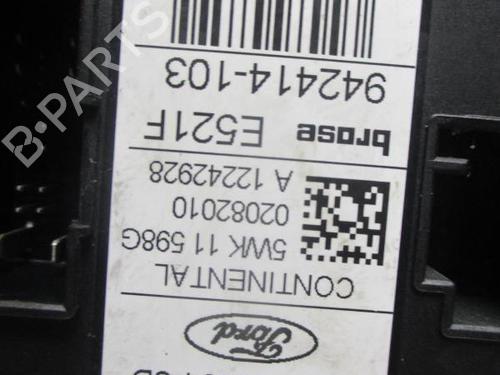 Ford
CONTINENTAL
5WK 11 598G
02082010
A 12242928
brose E521F
942414-103
B-PARTS